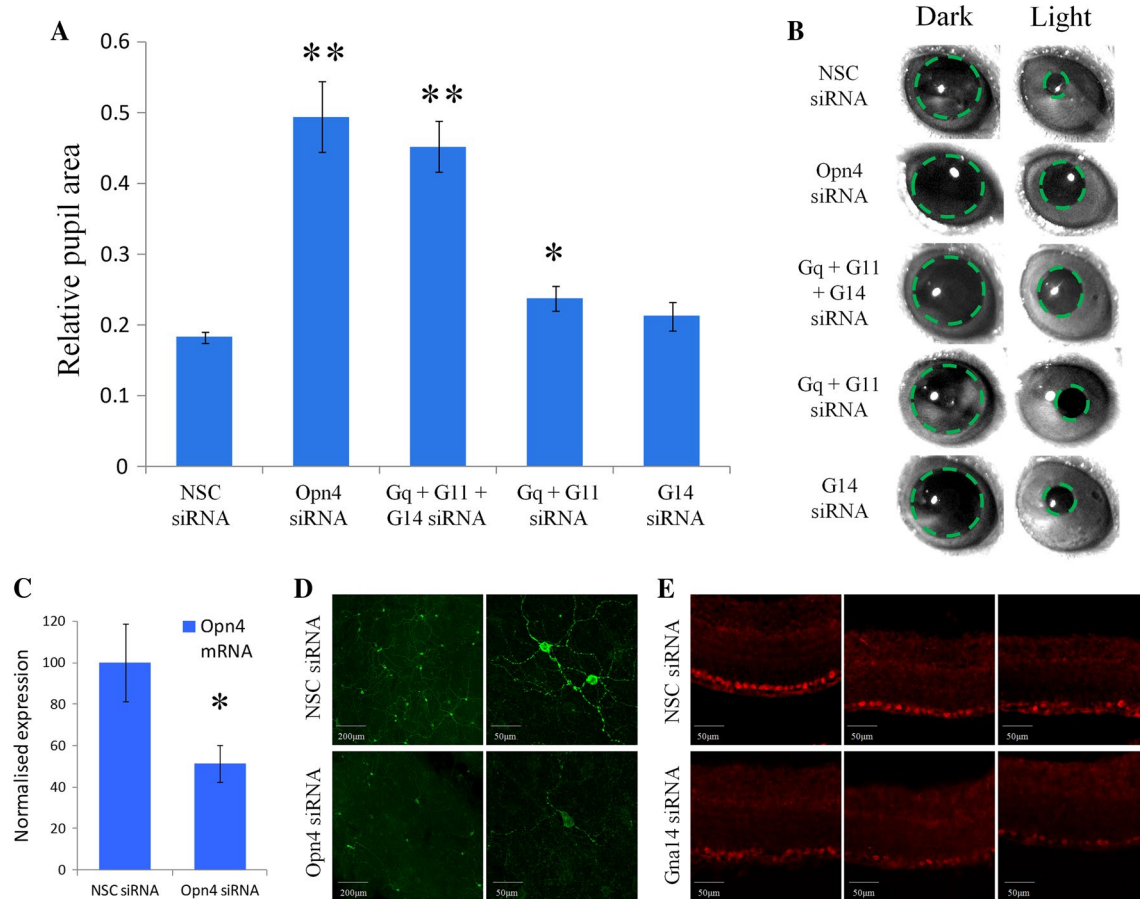 A
Relative pupil area
0.6
0.5
0.4
0.3
0.2
0.1
0
**
**
*
NSC
siRNA
Opn4
siRNA
Gq + G11 +
G14 siRNA
Gq + G11
siRNA
G14
siRNA
B
Dark Light
NSC
siRNA
Opn4
siRNA
Gq + G11
+ G14
siRNA
Gq + G11
siRNA
G14
siRNA
C
Normalised expression
120
100
80
60
40
20
0
Opn4
mRNA
*
NSC siRNA Opn4 siRNA
D
NSC siRNA
200μm 50μm
Opn4 siRNA
200μm 50μm
E
NSC siRNA
50μm 50μm 50μm
Gna14 siRNA
50μm 50μm 50μm